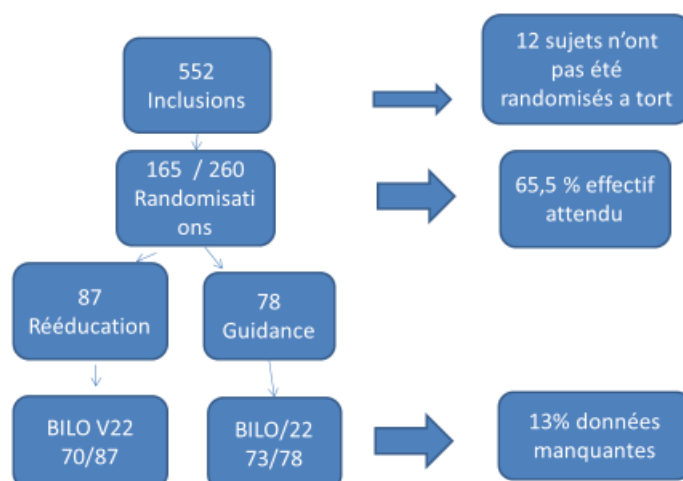 552
Inclusions
12 sujets n'ont
pas été
randomisés a tort
165 / 260
Randomisati
ons
65,5 % effectif
attendu
87
Rééducation
78
Guidance
BILO V22
70/87
BILO/22
73/78
13% données
manquantes